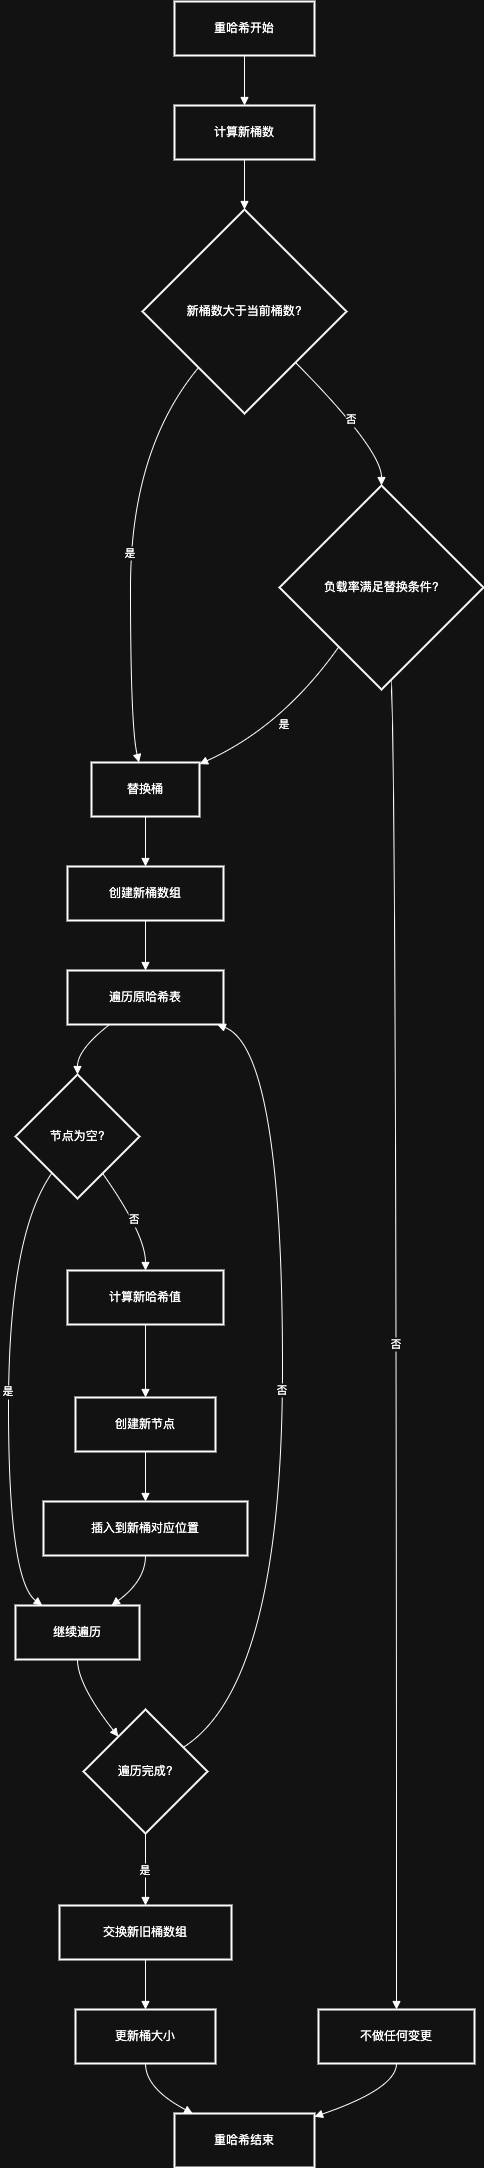 重哈希开始
计算新桶数
新桶数大于当前桶数?
否
是
负载率满足替换条件?
是
替换桶
创建新桶数组
遍历原哈希表
节点为空?
否
计算新哈希值
否
是
否
创建新节点
插入到新桶对应位置
继续遍历
遍历完成?
是
交换新旧桶数组
更新桶大小
不做任何变更
重哈希结束